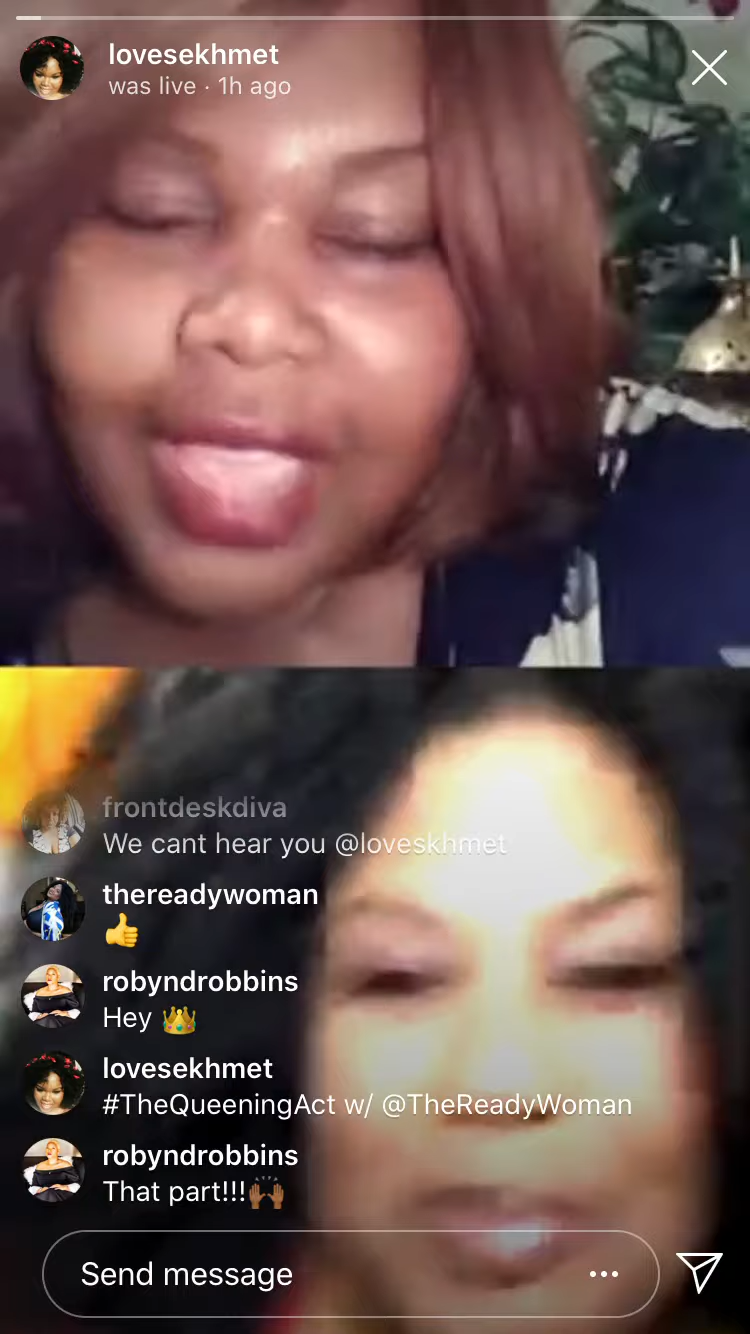 lovesekhmet
was live · 1h ago
frontdeskdiva
We cant hear you @loveskhmet
thereadywoman
👍
robyndrobbins
Hey 👑
lovesekhmet
#TheQueeningAct w/ @TheReadyWoman
robyndrobbins
That part!!!🙌🏾
Send message